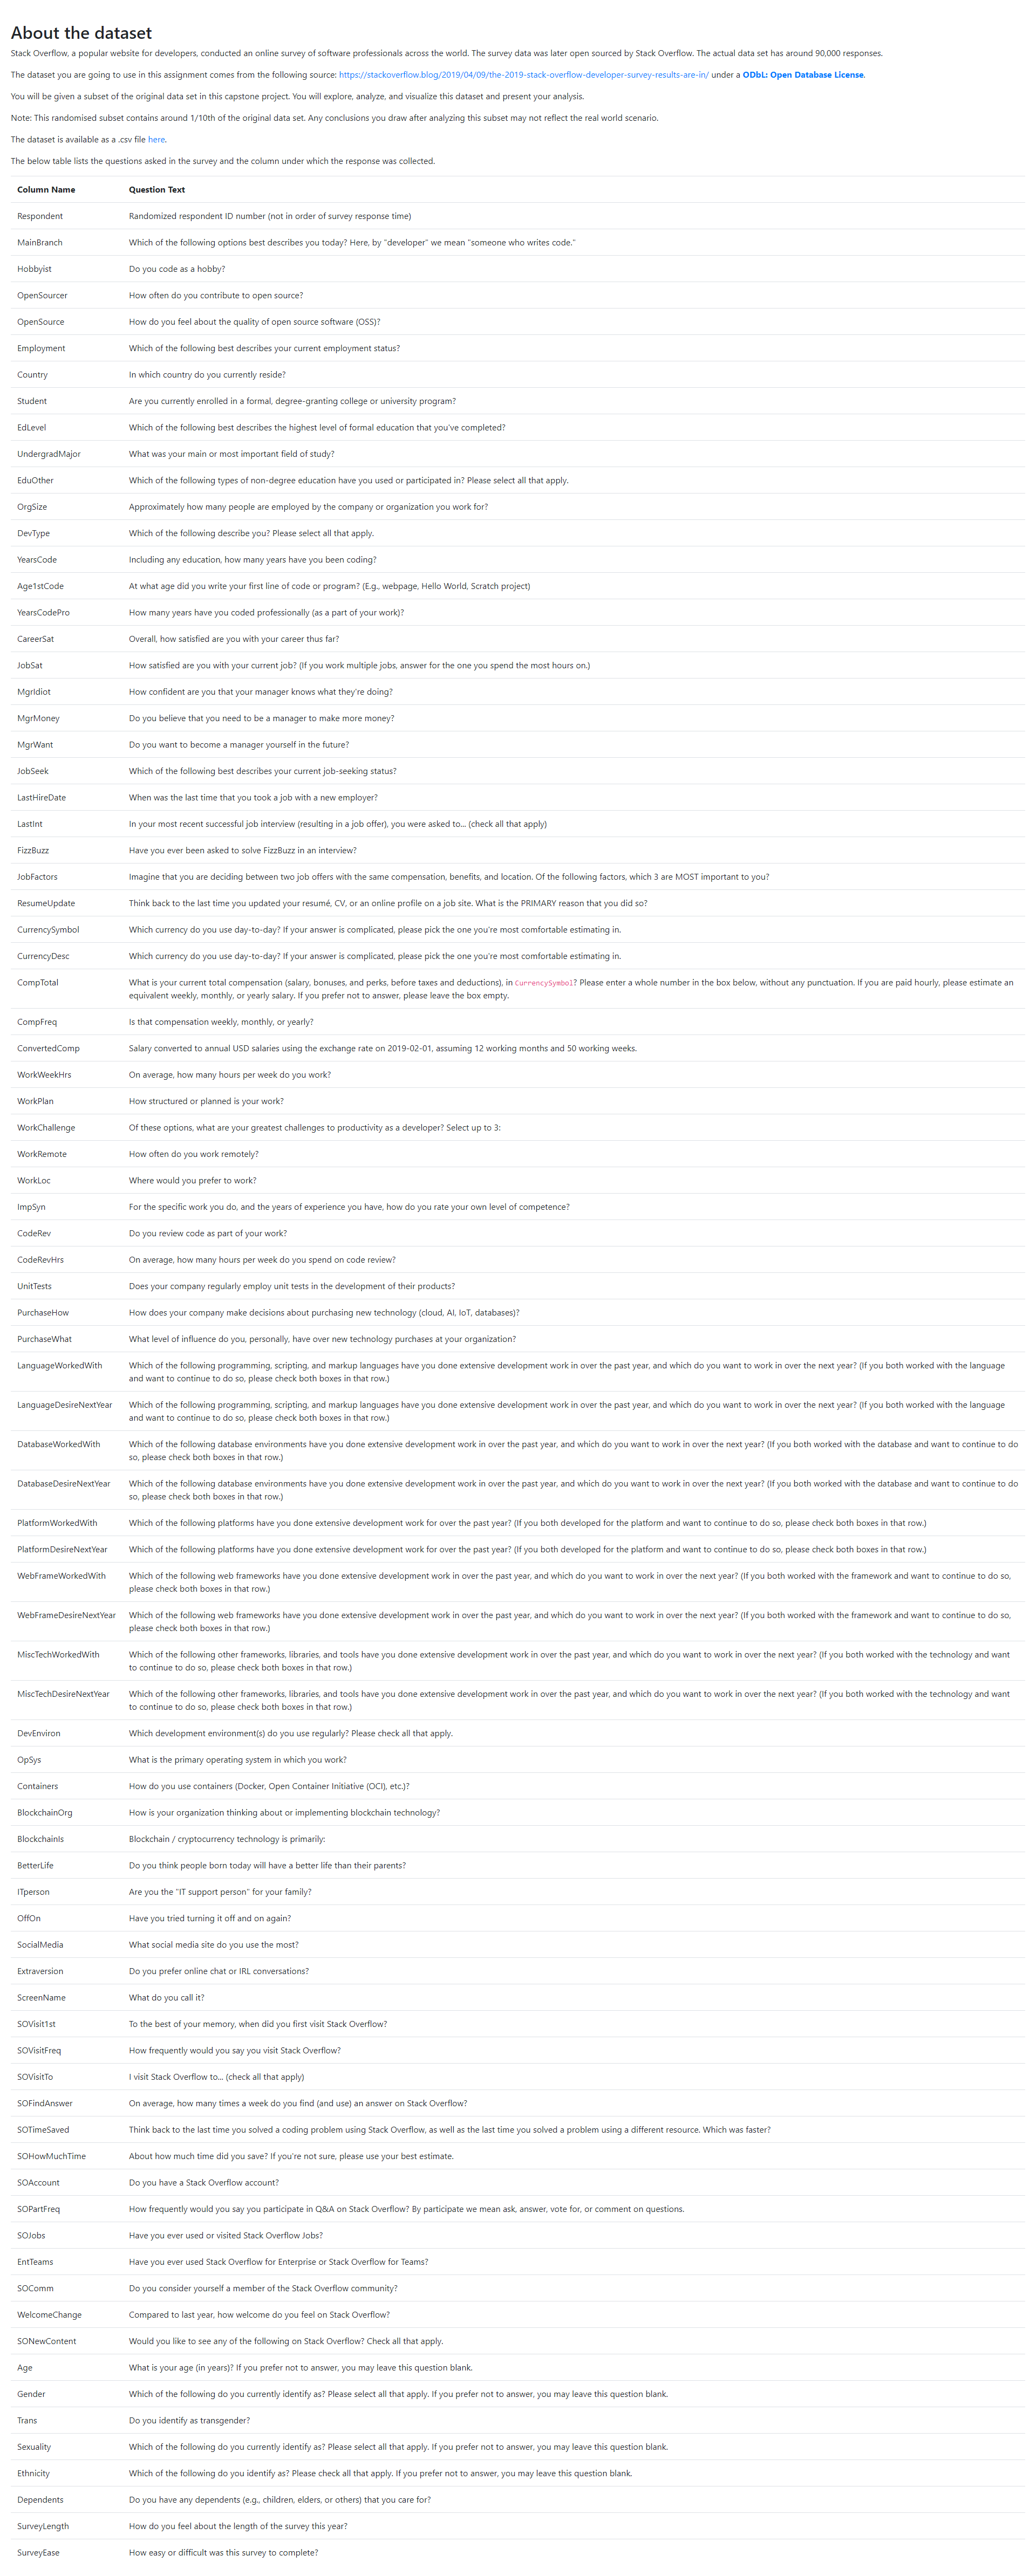 About the dataset
Stack Overflow, a popular website for developers, conducted an online survey of software professionals across the world. The survey data was later open sourced by Stack Overflow. The actual data set has around 90,000 responses.
The dataset you are going to use in this assignment comes from the following source: https://stackoverflow.blog/2019/04/09/the-2019-stack-overflow-developer-survey-results-are-in/ under a ODbL: Open Database License.
You will be given a subset of the original data set in this capstone project. You will explore, analyze, and visualize this dataset and present your analysis.
Note: This randomised subset contains around 1/10th of the original data set. Any conclusions you draw after analyzing this subset may not reflect the real world scenario.
The dataset is available as a .csv file here.
The below table lists the questions asked in the survey and the column under which the response was collected.
Column Name Question Text
Respondent Randomized respondent ID number (not in order of survey response time)
MainBranch Which of the following options best describes you today? Here, by "developer" we mean "someone who writes code."
Hobbyist Do you code as a hobby?
OpenSourcer How often do you contribute to open source?
OpenSource How do you feel about the quality of open source software (OSS)?
Employment Which of the following best describes your current employment status?
Country In which country do you currently reside?
Student Are you currently enrolled in a formal, degree-granting college or university program?
EdLevel Which of the following best describes the highest level of formal education that you've completed?
UndergradMajor What was your main or most important field of study?
EduOther Which of the following types of non-degree education have you used or participated in? Please select all that apply.
OrgSize Approximately how many people are employed by the company or organization you work for?
DevType Which of the following describe you? Please select all that apply.
YearsCode Including any education, how many years have you been coding?
Age1stCode At what age did you write your first line of code or program? (E.g., webpage, Hello World, Scratch project)
YearsCodePro How many years have you coded professionally (as a part of your work)?
CareerSat Overall, how satisfied are you with your career thus far?
JobSat How satisfied are you with your current job? (If you work multiple jobs, answer for the one you spend the most hours on.)
MgrIdiot How confident are you that your manager knows what they're doing?
MgrMoney Do you believe that you need to be a manager to make more money?
MgrWant Do you want to become a manager yourself in the future?
JobSeek Which of the following best describes your current job-seeking status?
LastHireDate When was the last time that you took a job with a new employer?
LastInt In your most recent successful job interview (resulting in a job offer), you were asked to... (check all that apply)
FizzBuzz Have you ever been asked to solve FizzBuzz in an interview?
JobFactors Imagine that you are deciding between two job offers with the same compensation, benefits, and location. Of the following factors, which 3 are MOST important to you?
ResumeUpdate Think back to the last time you updated your resumé, CV, or an online profile on a job site. What is the PRIMARY reason that you did so?
CurrencySymbol Which currency do you use day-to-day? If your answer is complicated, please pick the one you're most comfortable estimating in.
CurrencyDesc Which currency do you use day-to-day? If your answer is complicated, please pick the one you're most comfortable estimating in.
CompTotal What is your current total compensation (salary, bonuses, and perks, before taxes and deductions), in CurrencySymbol? Please enter a whole number in the box below, without any punctuation. If you are paid hourly, please estimate an
equivalent weekly, monthly, or yearly salary. If you prefer not to answer, please leave the box empty.
CompFreq Is that compensation weekly, monthly, or yearly?
ConvertedComp Salary converted to annual USD salaries using the exchange rate on 2019-02-01, assuming 12 working months and 50 working weeks.
WorkWeekHrs On average, how many hours per week do you work?
WorkPlan How structured or planned is your work?
WorkChallenge Of these options, what are your greatest challenges to productivity as a developer? Select up to 3:
WorkRemote How often do you work remotely?
WorkLoc Where would you prefer to work?
ImpSyn For the specific work you do, and the years of experience you have, how do you rate your own level of competence?
CodeRev Do you review code as part of your work?
CodeRevHrs On average, how many hours per week do you spend on code review?
UnitTests Does your company regularly employ unit tests in the development of their products?
PurchaseHow How does your company make decisions about purchasing new technology (cloud, AI, IoT, databases)?
PurchaseWhat What level of influence do you, personally, have over new technology purchases at your organization?
LanguageWorkedWith Which of the following programming, scripting, and markup languages have you done extensive development work in over the past year, and which do you want to work in over the next year? (If you both worked with the language
and want to continue to do so, please check both boxes in that row.)
LanguageDesireNextYear Which of the following programming, scripting, and markup languages have you done extensive development work in over the past year, and which do you want to work in over the next year? (If you both worked with the language
and want to continue to do so, please check both boxes in that row.)
DatabaseWorkedWith Which of the following database environments have you done extensive development work in over the past year, and which do you want to work in over the next year? (If you both worked with the database and want to continue to do
so, please check both boxes in that row.)
DatabaseDesireNextYear Which of the following database environments have you done extensive development work in over the past year, and which do you want to work in over the next year? (If you both worked with the database and want to continue to do
so, please check both boxes in that row.)
PlatformWorkedWith Which of the following platforms have you done extensive development work for over the past year? (If you both developed for the platform and want to continue to do so, please check both boxes in that row.)
PlatformDesireNextYear Which of the following platforms have you done extensive development work for over the past year? (If you both developed for the platform and want to continue to do so, please check both boxes in that row.)
WebFrameWorkedWith Which of the following web frameworks have you done extensive development work in over the past year, and which do you want to work in over the next year? (If you both worked with the framework and want to continue to do so,
please check both boxes in that row.)
WebFrameDesireNextYear Which of the following web frameworks have you done extensive development work in over the past year, and which do you want to work in over the next year? (If you both worked with the framework and want to continue to do so,
please check both boxes in that row.)
MiscTechWorkedWith Which of the following other frameworks, libraries, and tools have you done extensive development work in over the past year, and which do you want to work in over the next year? (If you both worked with the technology and want
to continue to do so, please check both boxes in that row.)
MiscTechDesireNextYear Which of the following other frameworks, libraries, and tools have you done extensive development work in over the past year, and which do you want to work in over the next year? (If you both worked with the technology and want
to continue to do so, please check both boxes in that row.)
DevEnviron Which development environment(s) do you use regularly? Please check all that apply.
OpSys What is the primary operating system in which you work?
Containers How do you use containers (Docker, Open Container Initiative (OCI), etc.)?
BlockchainOrg How is your organization thinking about or implementing blockchain technology?
BlockchainIs Blockchain / cryptocurrency technology is primarily:
BetterLife Do you think people born today will have a better life than their parents?
ITperson Are you the "IT support person" for your family?
OffOn Have you tried turning it off and on again?
SocialMedia What social media site do you use the most?
Extraversion Do you prefer online chat or IRL conversations?
ScreenName What do you call it?
SOVisit1st To the best of your memory, when did you first visit Stack Overflow?
SOVisitFreq How frequently would you say you visit Stack Overflow?
SOVisitTo I visit Stack Overflow to... (check all that apply)
SOFindAnswer On average, how many times a week do you find (and use) an answer on Stack Overflow?
SOTimeSaved Think back to the last time you solved a coding problem using Stack Overflow, as well as the last time you solved a problem using a different resource. Which was faster?
SOHowMuchTime About how much time did you save? If you're not sure, please use your best estimate.
SOAccount Do you have a Stack Overflow account?
SOPartFreq How frequently would you say you participate in Q&A on Stack Overflow? By participate we mean ask, answer, vote for, or comment on questions.
SOJobs Have you ever used or visited Stack Overflow Jobs?
EntTeams Have you ever used Stack Overflow for Enterprise or Stack Overflow for Teams?
SOComm Do you consider yourself a member of the Stack Overflow community?
WelcomeChange Compared to last year, how welcome do you feel on Stack Overflow?
SONewContent Would you like to see any of the following on Stack Overflow? Check all that apply.
Age What is your age (in years)? If you prefer not to answer, you may leave this question blank.
Gender Which of the following do you currently identify as? Please select all that apply. If you prefer not to answer, you may leave this question blank.
Trans Do you identify as transgender?
Sexuality Which of the following do you currently identify as? Please select all that apply. If you prefer not to answer, you may leave this question blank.
Ethnicity Which of the following do you identify as? Please check all that apply. If you prefer not to answer, you may leave this question blank.
Dependents Do you have any dependents (e.g., children, elders, or others) that you care for?
SurveyLength How do you feel about the length of the survey this year?
SurveyEase How easy or difficult was this survey to complete?